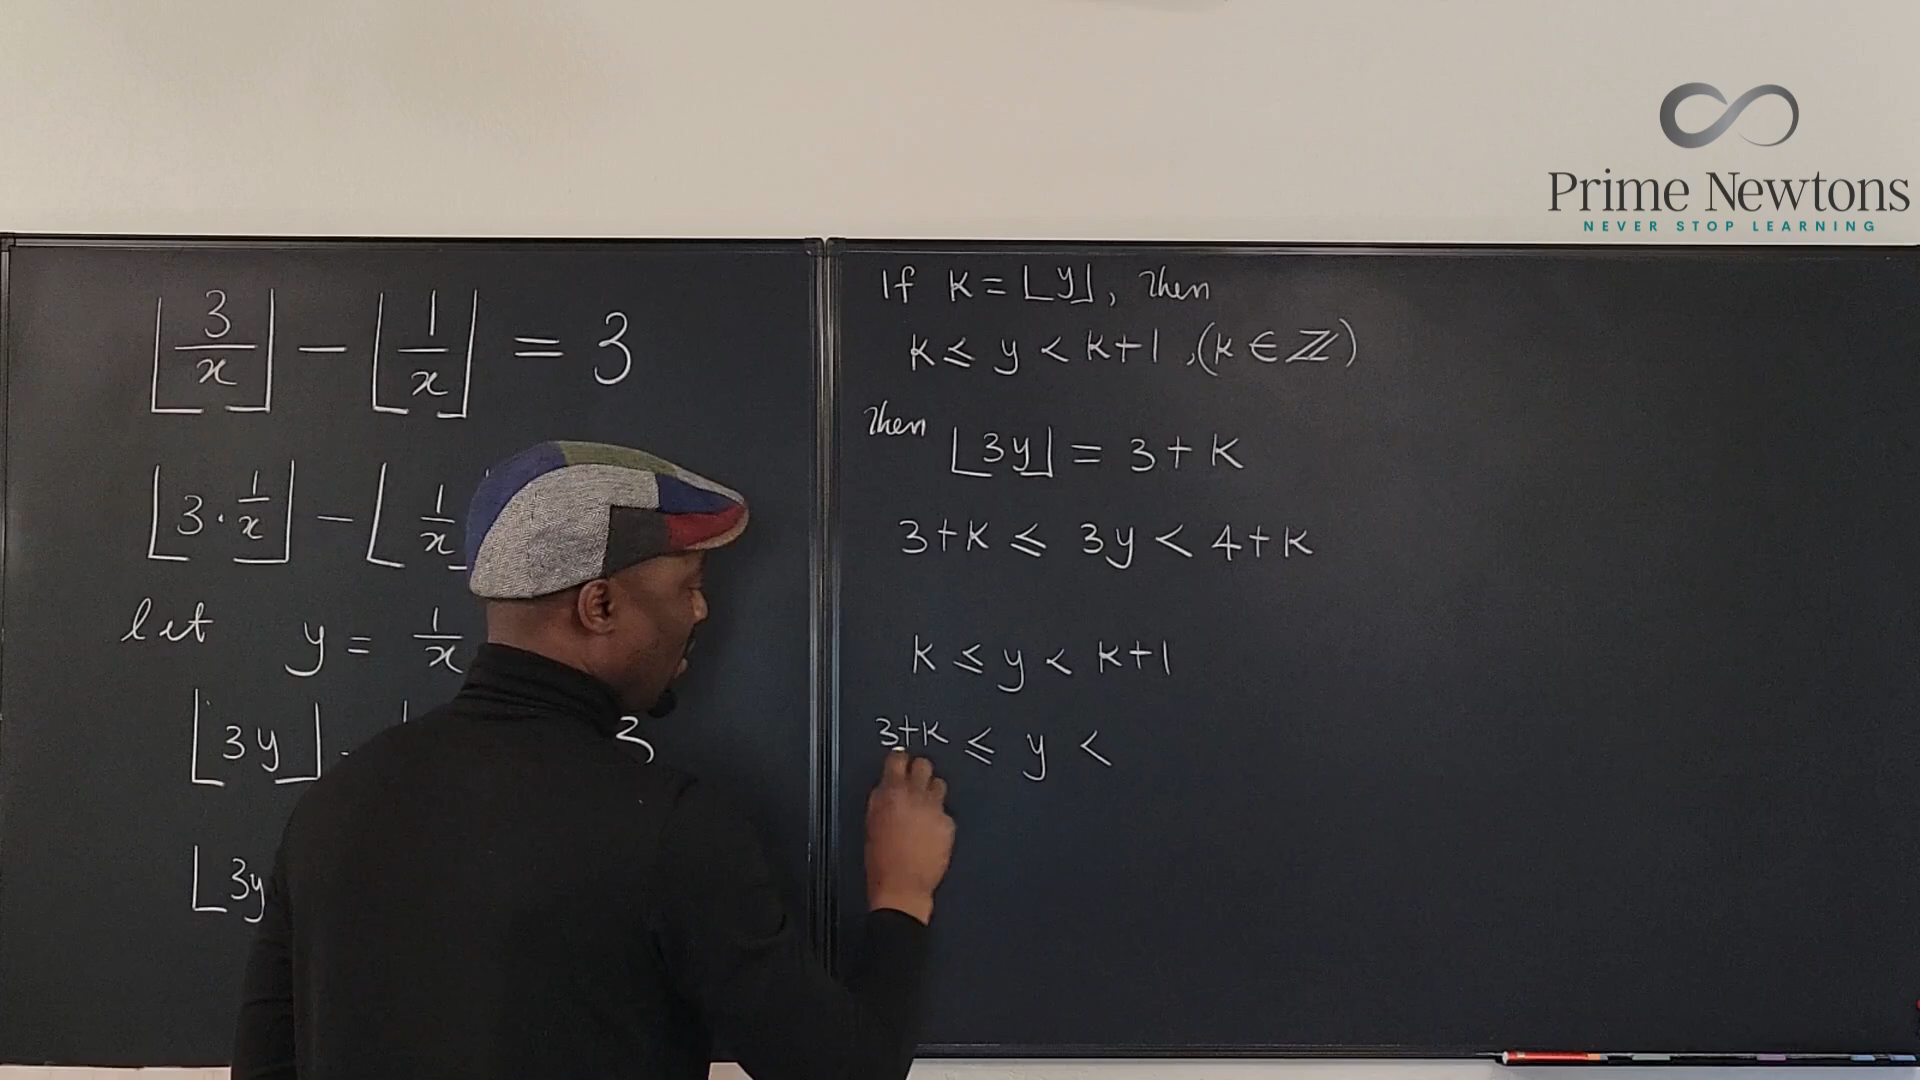 Prime Newtons
NEVER STOP LEARNING
⌊3/x⌋ − ⌊1/x⌋ = 3
⌊3 · 1/x⌋ − ⌊1/x
let y = 1/x
⌊3y⌋ - 3
⌊3y
If k = ⌊y⌋, then
k ≤ y < k+1 ,(k ∈ ℤ)
Then ⌊3y⌋ = 3 + k
3+k ≤ 3y < 4+k
k ≤ y < k+1
3+k ≤ y <